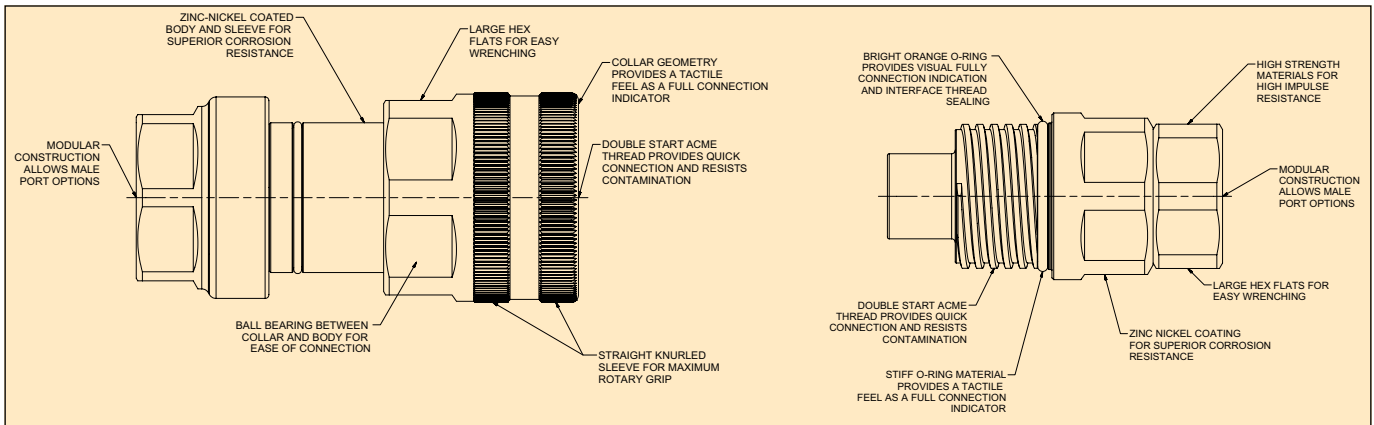 ZINC-NICKEL COATED
BODY AND SLEEVE FOR
SUPERIOR CORROSION
RESISTANCE
LARGE HEX
FLATS FOR EASY
WRENCHING
COLLAR GEOMETRY
PROVIDES A TACTILE
FEEL AS A FULL CONNECTION
INDICATOR
MODULAR
CONSTRUCTION
ALLOWS MALE
PORT OPTIONS
DOUBLE START ACME
THREAD PROVIDES QUICK
CONNECTION AND RESISTS
CONTAMINATION
BALL BEARING BETWEEN
COLLAR AND BODY FOR
EASE OF CONNECTION
STRAIGHT KNURLED
SLEEVE FOR MAXIMUM
ROTARY GRIP
BRIGHT ORANGE O-RING
PROVIDES VISUAL FULLY
CONNECTION INDICATION
AND INTERFACE THREAD
SEALING
HIGH STRENGTH
MATERIALS FOR
HIGH IMPULSE
RESISTANCE
MODULAR
CONSTRUCTION
ALLOWS MALE
PORT OPTIONS
LARGE HEX FLATS FOR
EASY WRENCHING
DOUBLE START ACME
THREAD PROVIDES QUICK
CONNECTION AND RESISTS
CONTAMINATION
ZINC NICKEL COATING
FOR SUPERIOR CORROSION
RESISTANCE
STIFF O-RING MATERIAL
PROVIDES A TACTILE
FEEL AS A FULL CONNECTION
INDICATOR